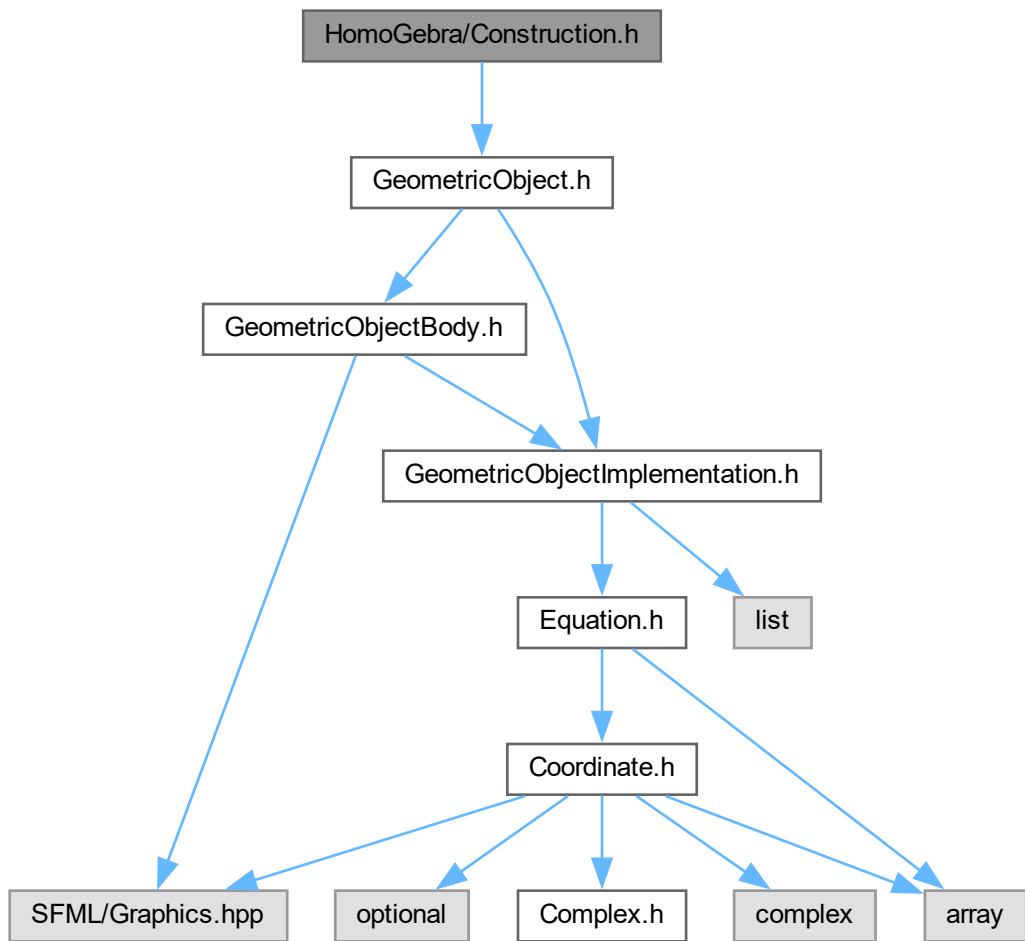 HomoGebra/Construction.h
GeometricObject.h
GeometricObjectBody.h
GeometricObjectImplementation.h
Equation.h
list
Coordinate.h
SFML/Graphics.hpp
optional
Complex.h
complex
array